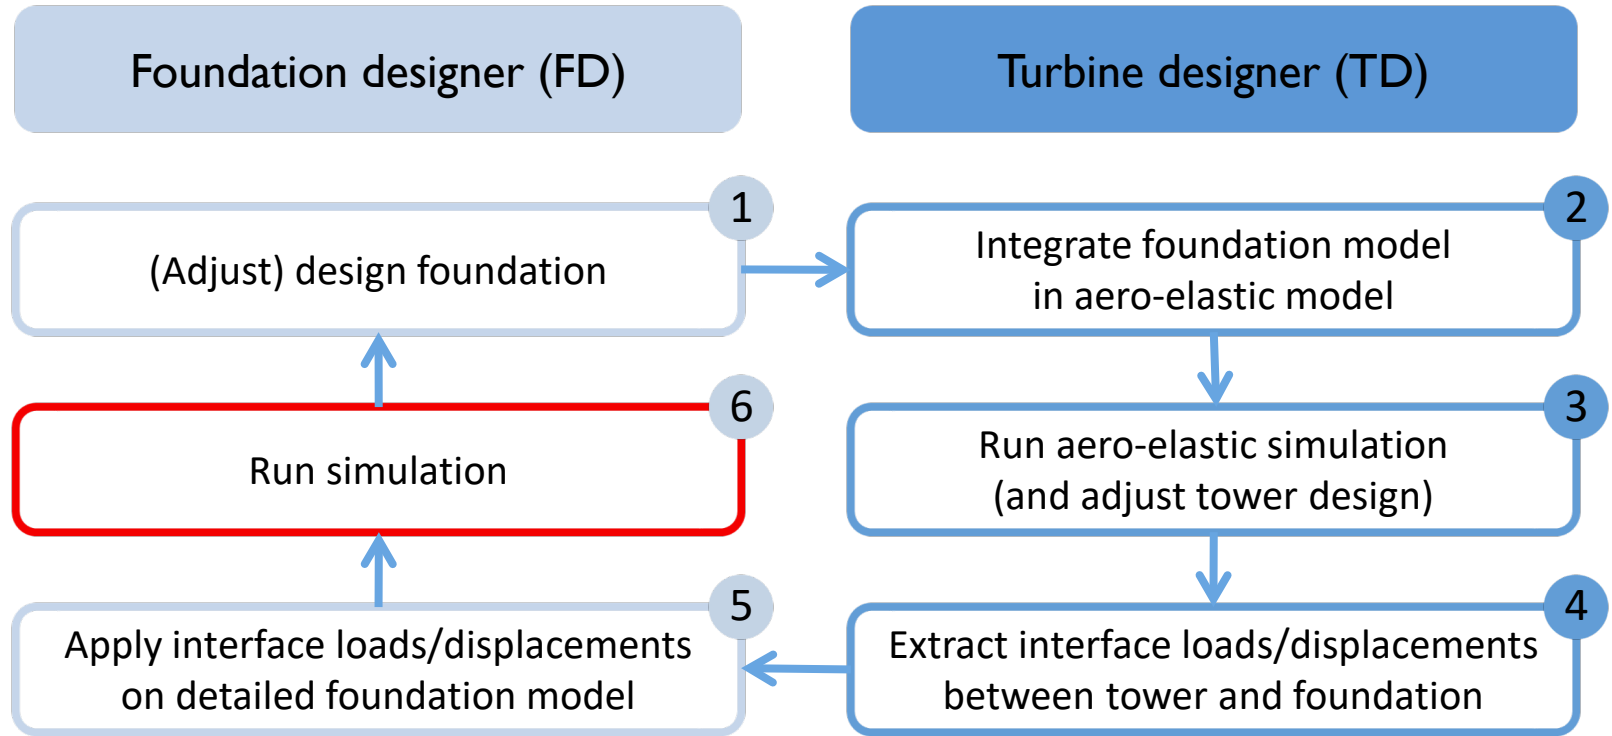 Foundation designer (FD)
Turbine designer (TD)
1
(Adjust) design foundation
2
Integrate foundation model
in aero-elastic model
6
Run simulation
3
Run aero-elastic simulation
(and adjust tower design)
5
Apply interface loads/displacements
on detailed foundation model
4
Extract interface loads/displacements
between tower and foundation